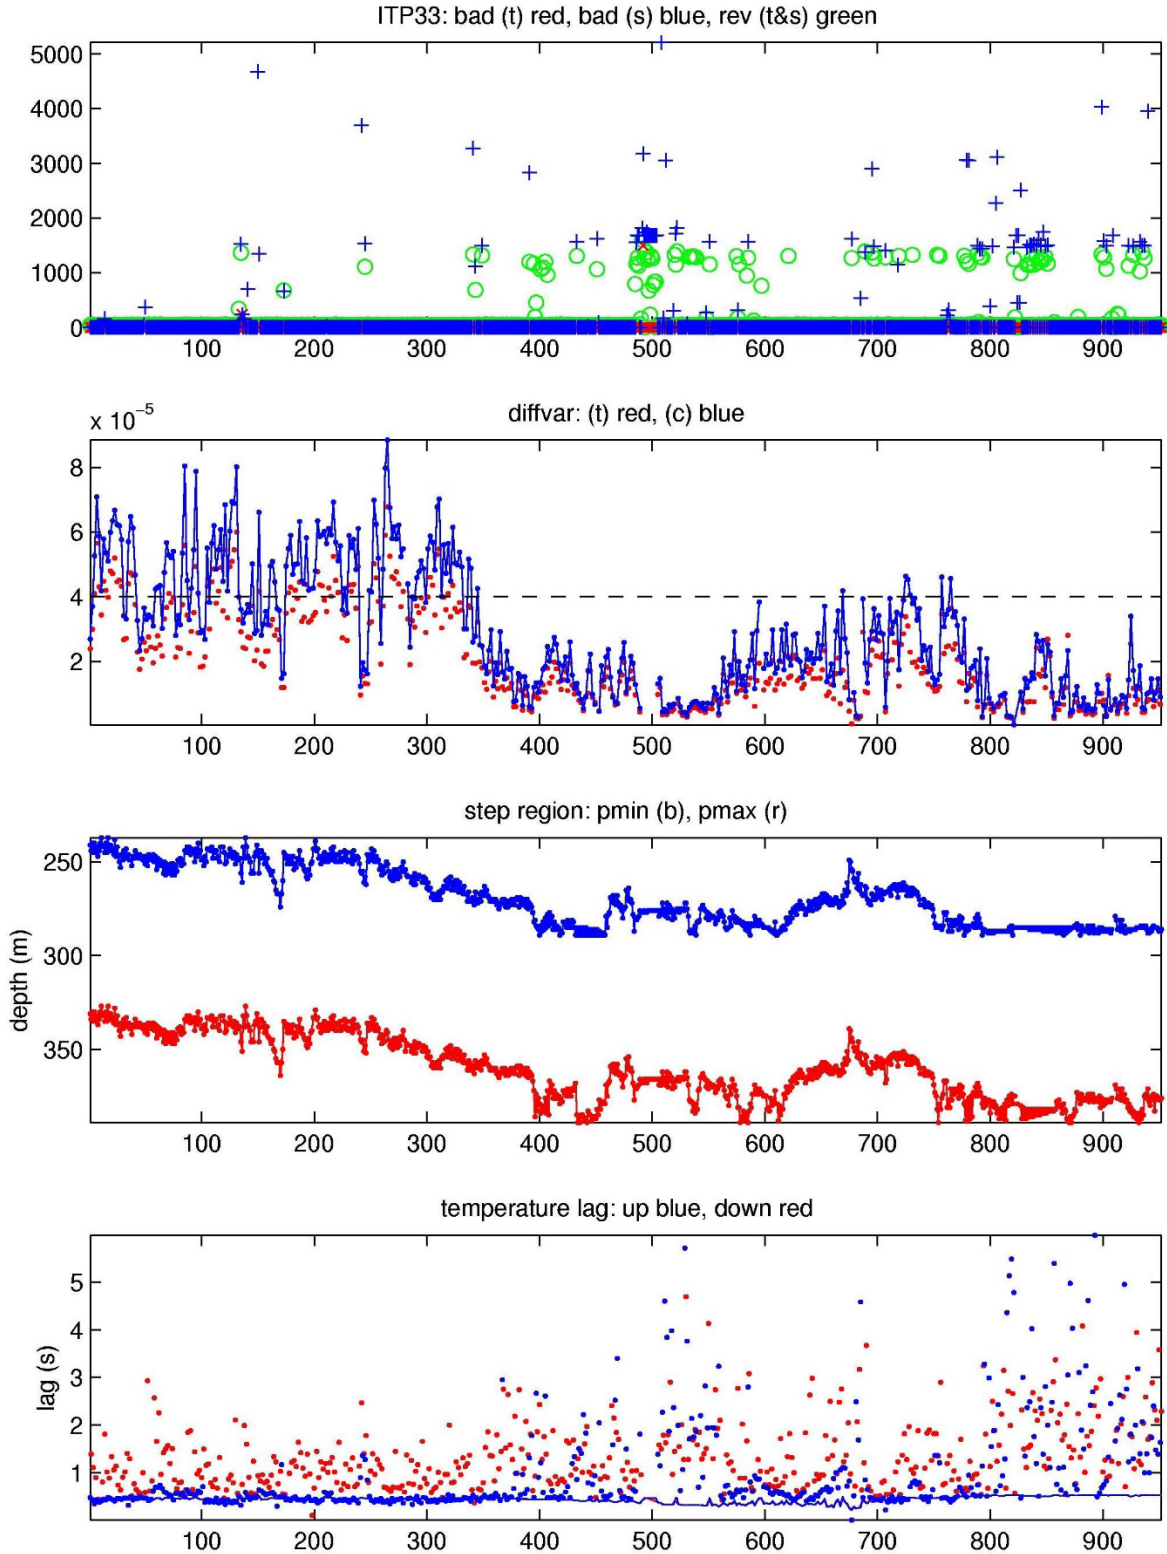 ITP33: bad (t) red, bad (s) blue, rev (t&s) green
5000
4000
3000
2000
1000
0
100 200 300 400 500 600 700 800 900
diffvar: (t) red, (c) blue
x 10⁻⁵
8
6
4
2
100 200 300 400 500 600 700 800 900
step region: pmin (b), pmax (r)
depth (m)
250
300
350
100 200 300 400 500 600 700 800 900
temperature lag: up blue, down red
lag (s)
5
4
3
2
1
100 200 300 400 500 600 700 800 900